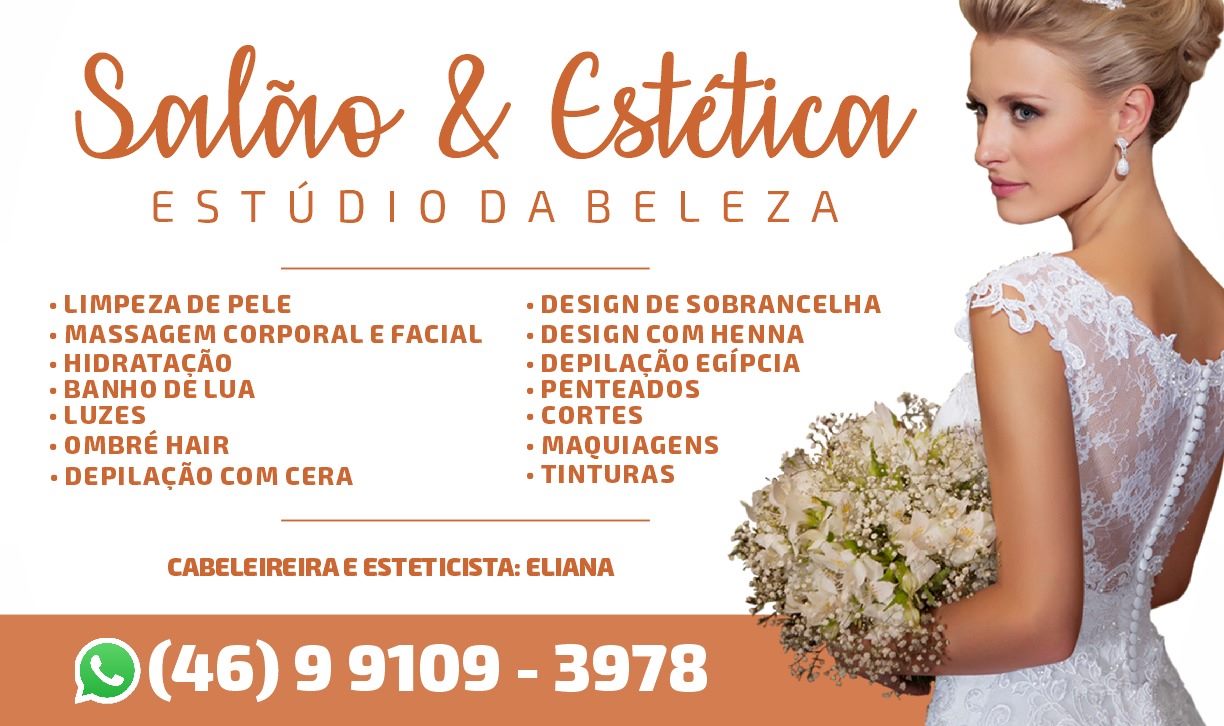 Salão & Estética
ESTÚDIO DA BELEZA
• LIMPEZA DE PELE
• MASSAGEM CORPORAL E FACIAL
• HIDRATAÇÃO
• BANHO DE LUA
• LUZES
• OMBRÉ HAIR
• DEPILAÇÃO COM CERA
• DESIGN DE SOBRANCELHA
• DESIGN COM HENNA
• DEPILAÇÃO EGÍPCIA
• PENTEADOS
• CORTES
• MAQUIAGENS
• TINTURAS
CABELEIREIRA E ESTETICISTA: ELIANA
(46) 9 9109 - 3978